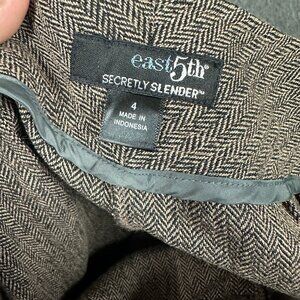 east5th®
SECRETLY SLENDER™
4
MADE IN
INDONESIA